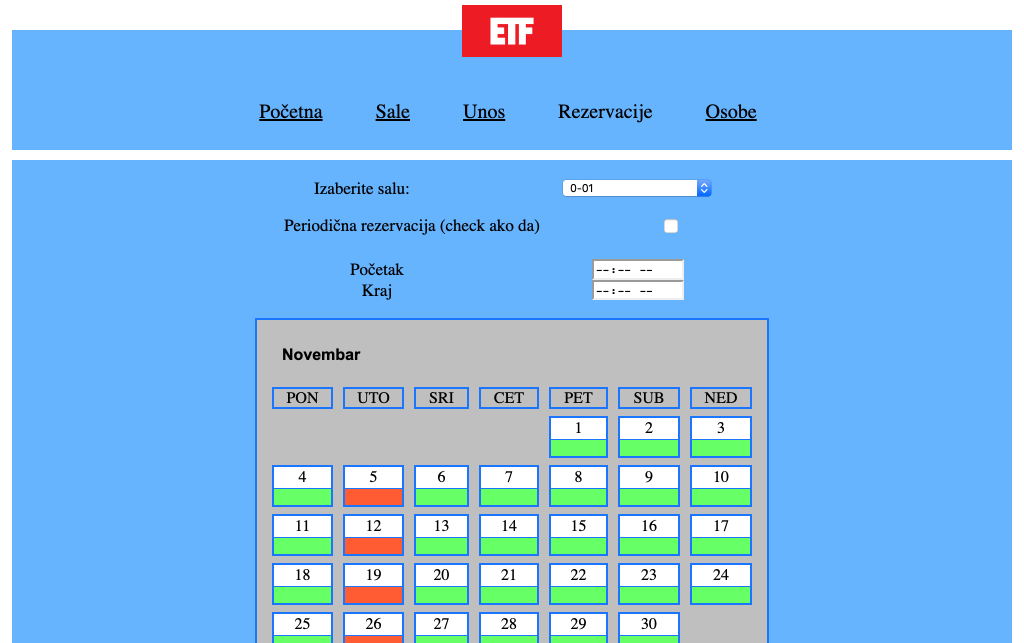 ETF
Početna Sale Unos Rezervacije Osobe
Izaberite salu: 0-01
Periodična rezervacija (check ako da)
Početak --:-- --
Kraj --:-- --
Novembar
PON UTO SRI CET PET SUB NED
1 2 3
4 5 6 7 8 9 10
11 12 13 14 15 16 17
18 19 20 21 22 23 24
25 26 27 28 29 30